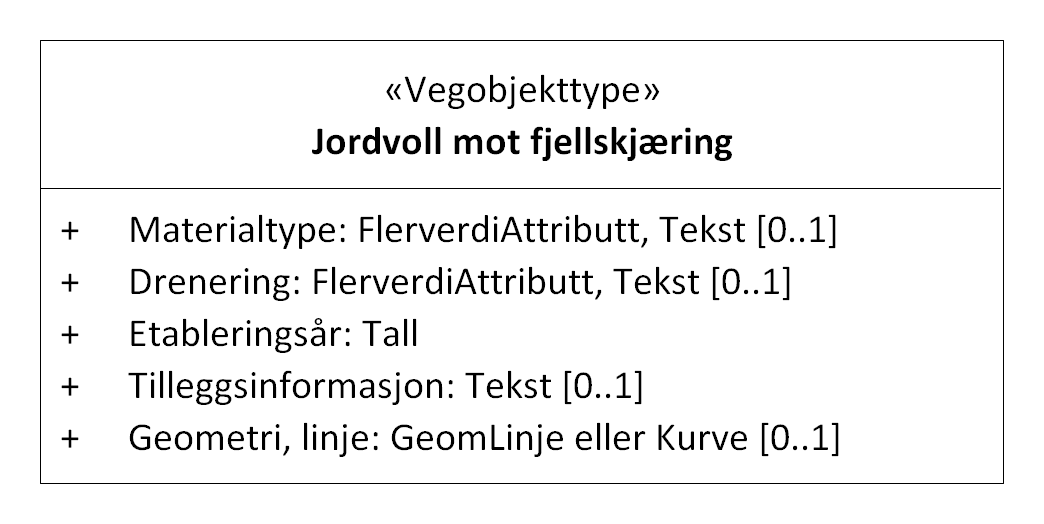 «Vegobjekttype»
Jordvoll mot fjellskjæring
+ Materialtype: FlerverdiAttributt, Tekst [0..1]
+ Drenering: FlerverdiAttributt, Tekst [0..1]
+ Etableringsår: Tall
+ Tilleggsinformasjon: Tekst [0..1]
+ Geometri, linje: GeomLinje eller Kurve [0..1]